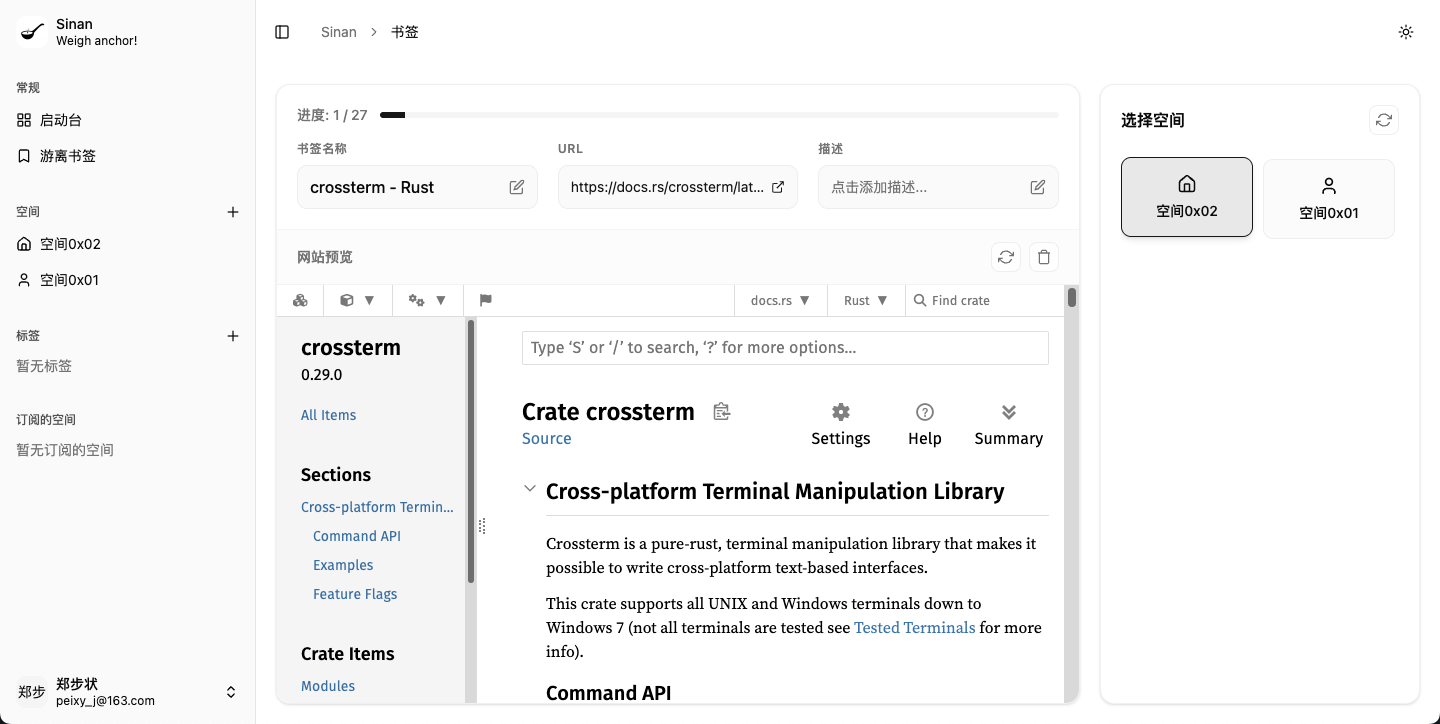 Sinan
Weigh anchor!
常规
启动台
游离书签
空间
空间0x02
空间0x01
标签
暂无标签
订阅的空间
暂无订阅的空间
郑步
郑步状
peixy_j@163.com
Sinan
书签
进度: 1 / 27
书签名称
URL
描述
crossterm - Rust
https://docs.rs/crossterm/lat...
点击添加描述...
网站预览
docs.rs
Rust
Find crate
crossterm
0.29.0
All Items
Sections
Cross-platform Termin...
Command API
Examples
Feature Flags
Crate Items
Modules
Type ‘S’ or ‘/’ to search, ‘?’ for more options…
Crate crossterm
Source
Settings
Help
Summary
Cross-platform Terminal Manipulation Library
Crossterm is a pure-rust, terminal manipulation library that makes it
possible to write cross-platform text-based interfaces.
This crate supports all UNIX and Windows terminals down to
Windows 7 (not all terminals are tested see Tested Terminals for more
info).
Command API
选择空间
空间0x02
空间0x01